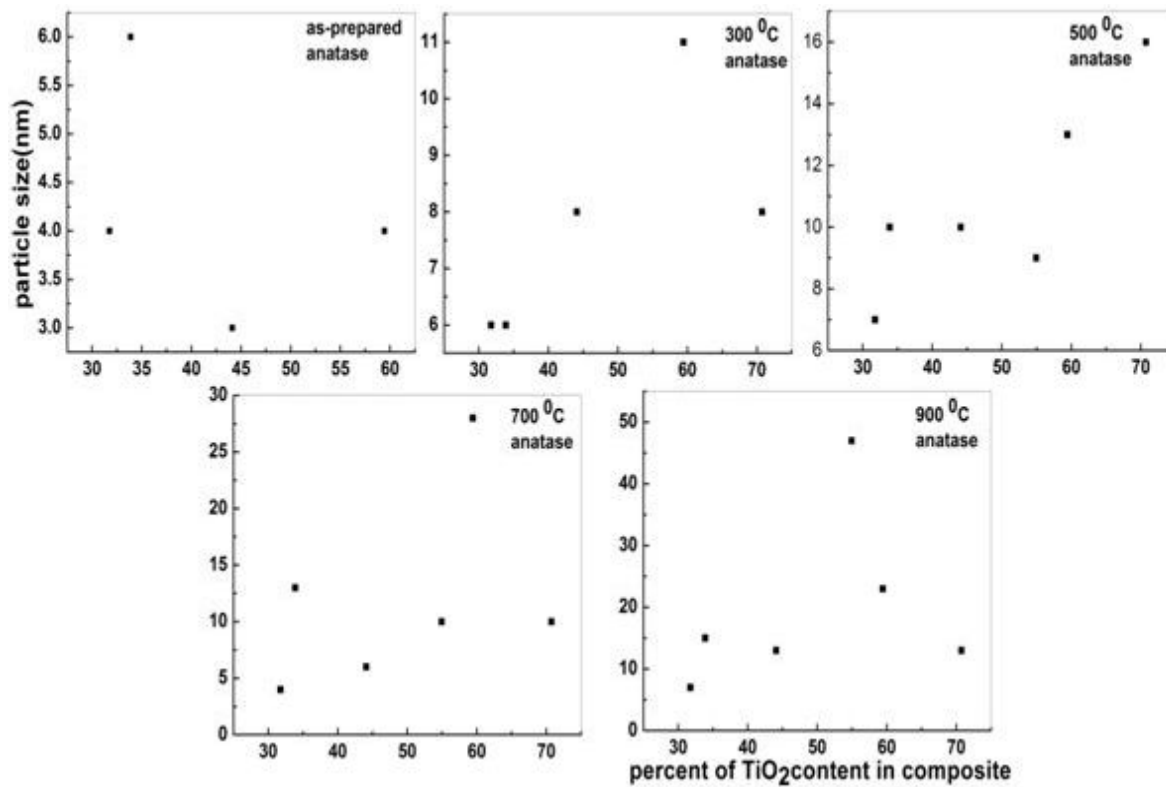 as-prepared
anatase
6.0
5.5
5.0
4.5
4.0
3.5
3.0
30 35 40 45 50 55 60
particle size(nm)
300 ⁰C
anatase
11
10
9
8
7
6
30 40 50 60 70
500 ⁰C
anatase
16
14
12
10
8
6
30 40 50 60 70
700 ⁰C
anatase
30
25
20
15
10
5
0
30 40 50 60 70
900 ⁰C
anatase
50
40
30
20
10
0
30 40 50 60 70
percent of TiO₂content in composite